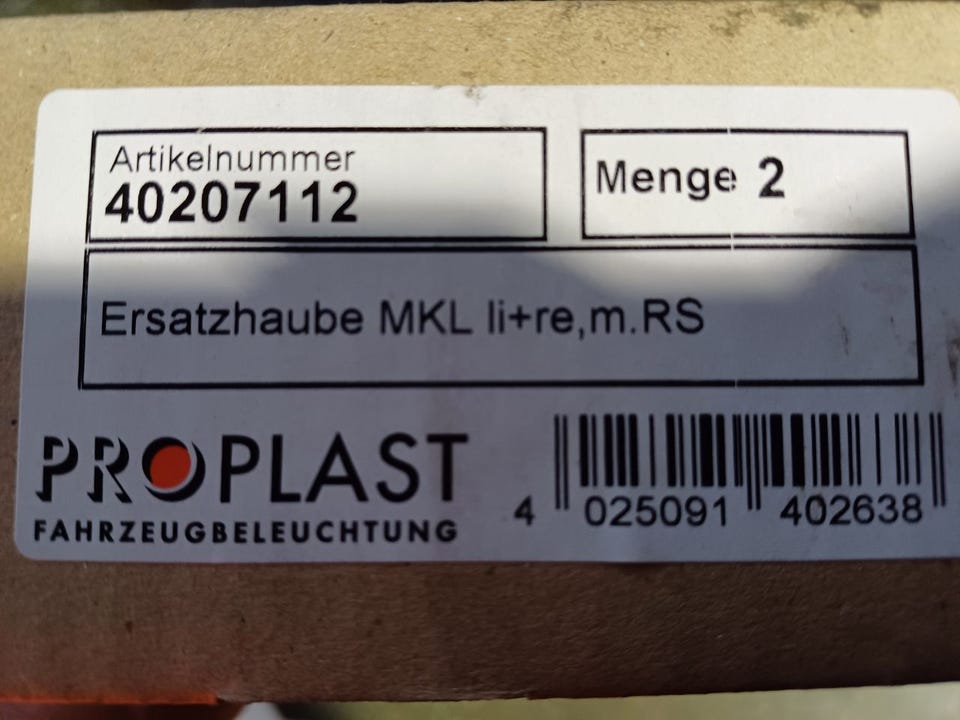 Artikelnummer
40207112
Menge 2
Ersatzhaube MKL li+re,m.RS
PROPLAST
FAHRZEUGBELEUCHTUNG
4 025091 402638